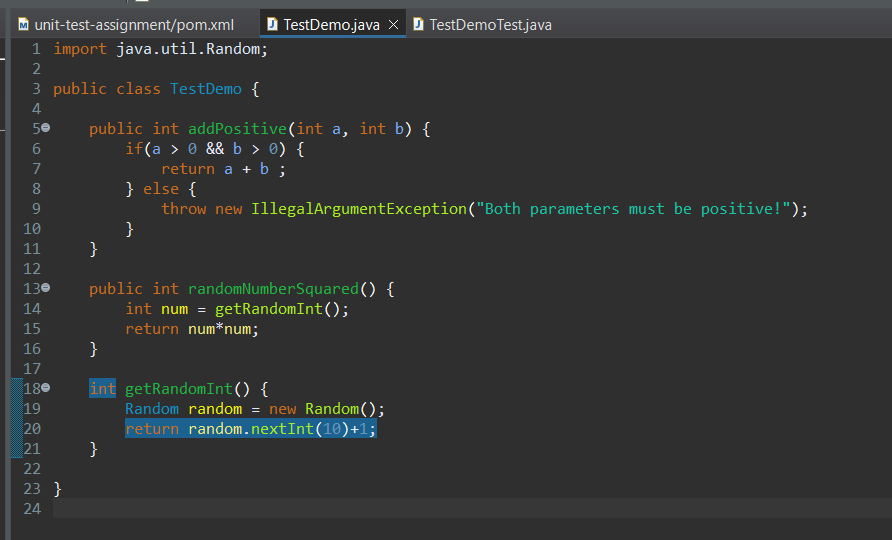 unit-test-assignment/pom.xml TestDemo.java TestDemoTest.java
1 import java.util.Random;
2
3 public class TestDemo {
4
5     public int addPositive(int a, int b) {
6         if(a > 0 && b > 0) {
7             return a + b ;
8         } else {
9             throw new IllegalArgumentException("Both parameters must be positive!");
10         }
11     }
12
13     public int randomNumberSquared() {
14         int num = getRandomInt();
15         return num*num;
16     }
17
18     int getRandomInt() {
19         Random random = new Random();
20         return random.nextInt(10)+1;
21     }
22
23 }
24